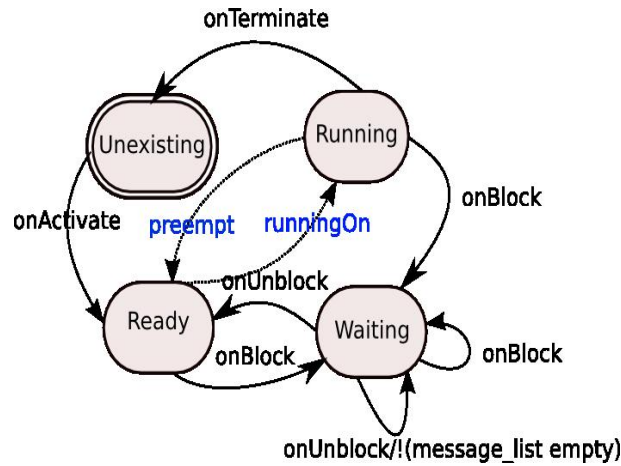 onTerminate
Unexisting
Running
onActivate
preempt
runningOn
onBlock
onUnblock
Ready
Waiting
onBlock
onBlock
onUnblock/!(message_list empty)